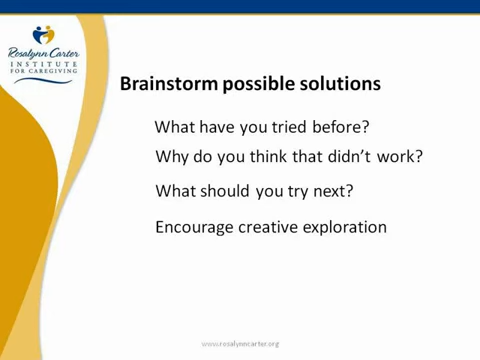 Rosalynn Carter
INSTITUTE
FOR CAREGIVING
Brainstorm possible solutions
What have you tried before?
Why do you think that didn't work?
What should you try next?
Encourage creative exploration
www.rosalynncarter.org